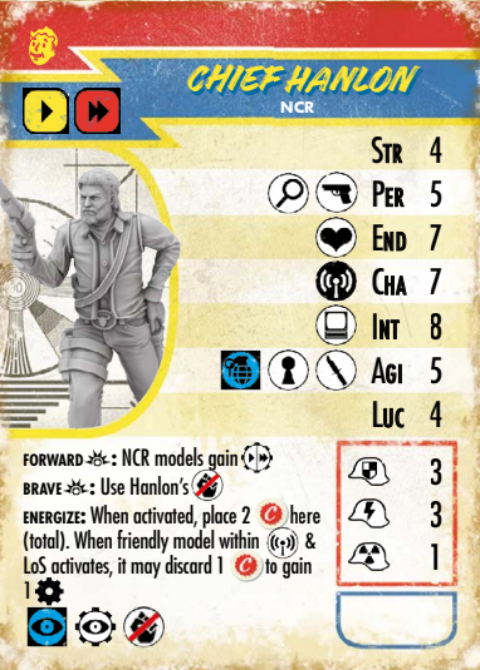 CHIEF HANLON
NCR
STR 4
PER 5
END 7
CHA 7
INT 8
AGI 5
LUC 4
FORWARD: NCR models gain
BRAVE: Use Hanlon's
ENERGIZE: When activated, place 2 C here
(total). When friendly model within &
LoS activates, it may discard 1 C to gain
1
3
3
1